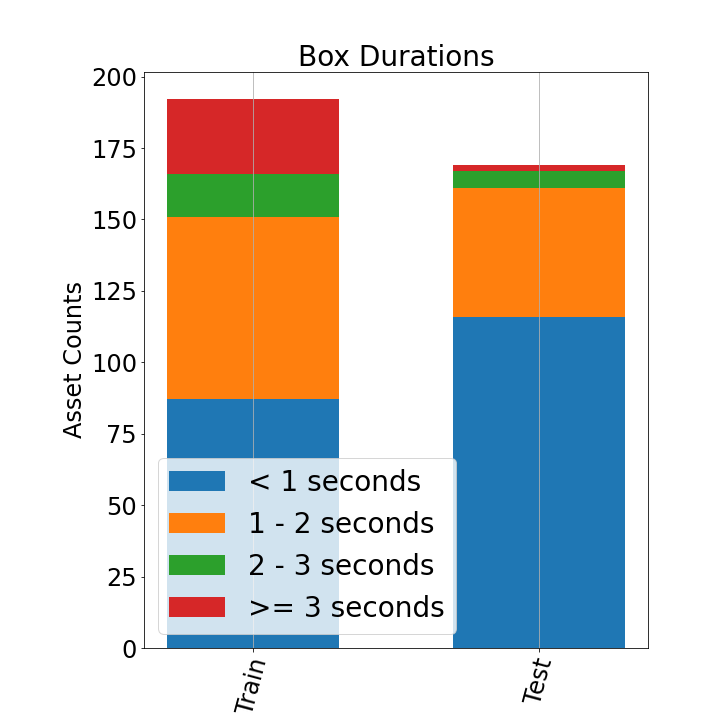 Box Durations
Asset Counts
200
175
150
125
100
75
50
25
0
< 1 seconds
1 - 2 seconds
2 - 3 seconds
>= 3 seconds
Train
Test